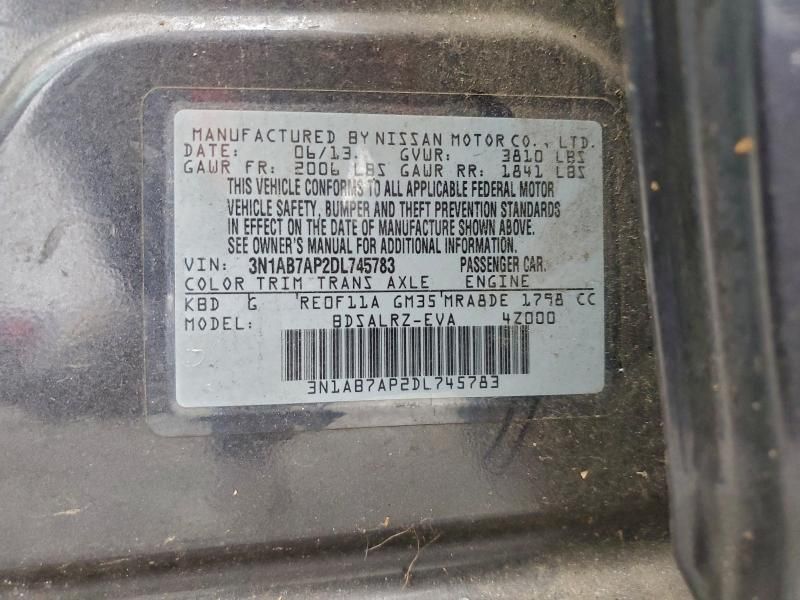 MANUFACTURED BY NISSAN MOTOR CO., LTD.
DATE: 06/13 GVWR: 3810 LBS
GAWR FR: 2006 LBS GAWR RR: 1841 LBS
THIS VEHICLE CONFORMS TO ALL APPLICABLE FEDERAL MOTOR
VEHICLE SAFETY, BUMPER AND THEFT PREVENTION STANDARDS
IN EFFECT ON THE DATE OF MANUFACTURE SHOWN ABOVE.
SEE OWNER'S MANUAL FOR ADDITIONAL INFORMATION.
VIN: 3N1AB7AP2DL745783 PASSENGER CAR.
COLOR TRIM TRANS AXLE ENGINE
KBD G RE0F11A GM35 MRA8DE 1798 CC
MODEL: BDSALRZ-EVA 4Z000
3N1AB7AP2DL745783